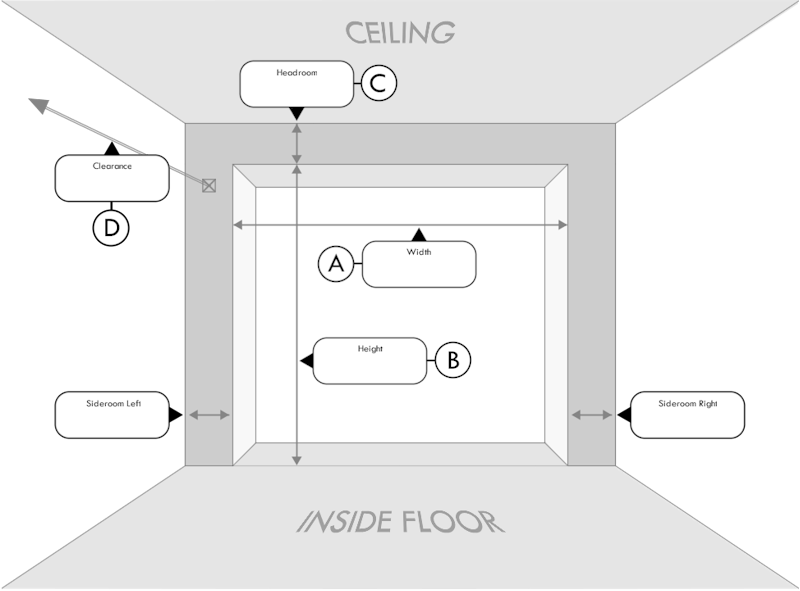 CEILING
Headroom
C
Clearance
D
Width
A
Height
B
Sideroom Left
Sideroom Right
INSIDE FLOOR